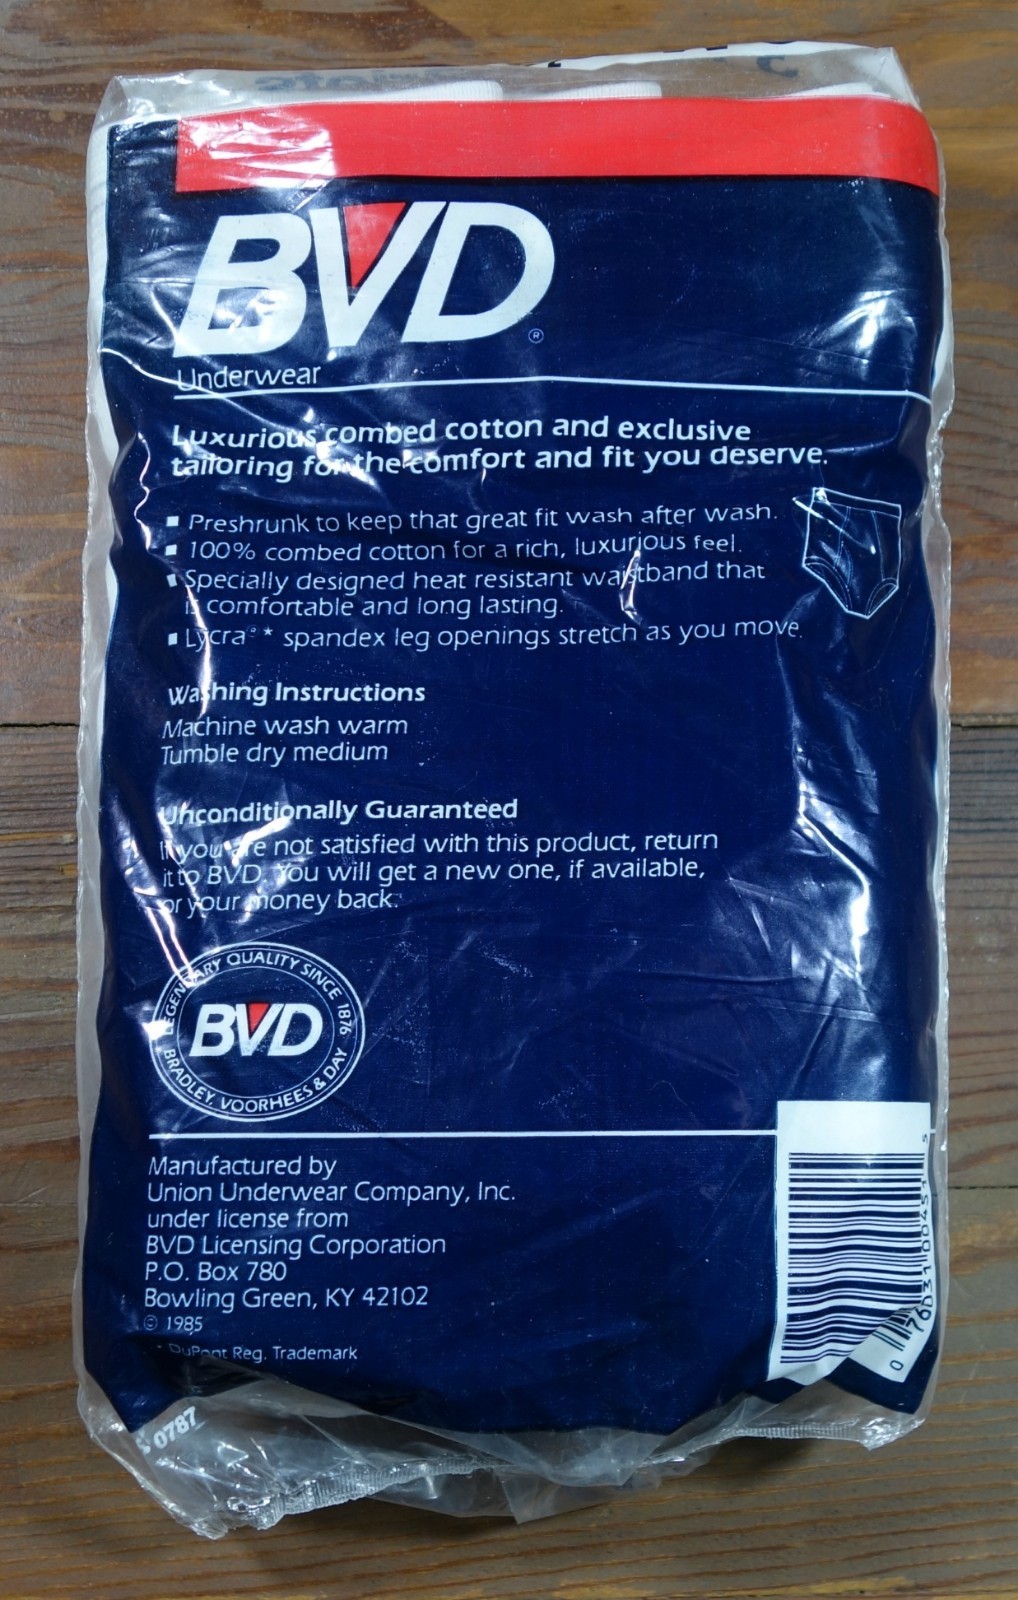 BVD®
Underwear
Luxurious combed cotton and exclusive
tailoring for the comfort and fit you deserve.
▪ Preshrunk to keep that great fit wash after wash.
▪ 100% combed cotton for a rich, luxurious feel.
▪ Specially designed heat resistant waistband that
is comfortable and long lasting.
▪ Lycra®* spandex leg openings stretch as you move.
Washing Instructions
Machine wash warm
Tumble dry medium
Unconditionally Guaranteed
If you are not satisfied with this product, return
it to BVD. You will get a new one, if available,
or your money back.
LEGENDARY QUALITY SINCE 1876
BVD
BRADLEY, VOORHEES & DAY
Manufactured by
Union Underwear Company, Inc.
under license from
BVD Licensing Corporation
P.O. Box 780
Bowling Green, KY 42102
© 1985
* DuPont Reg. Trademark
0787